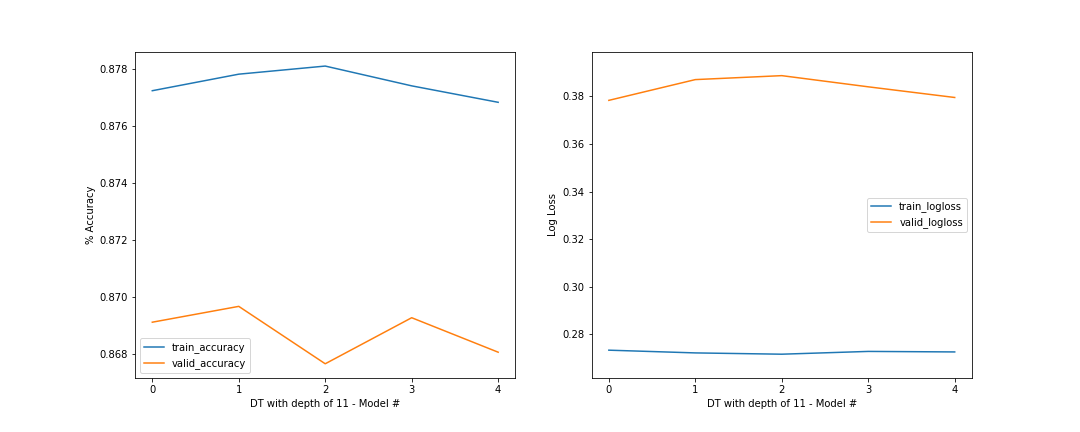 0.878
0.876
0.874
0.872
0.870
0.868
% Accuracy
train_accuracy
valid_accuracy
0 1 2 3 4
DT with depth of 11 - Model #
0.38
0.36
0.34
0.32
0.30
0.28
Log Loss
train_logloss
valid_logloss
0 1 2 3 4
DT with depth of 11 - Model #